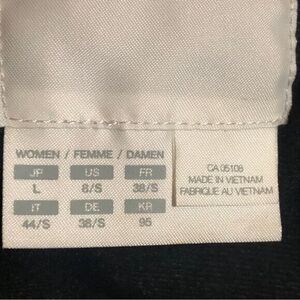 WOMEN / FEMME / DAMEN
JP US FR
L 8/S 38/S
IT DE KR
44/S 38/S 95
CA 05108
MADE IN VIETNAM
FABRIQUE AU VIETNAM